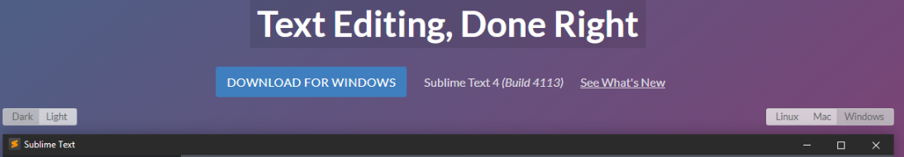 Text Editing, Done Right
DOWNLOAD FOR WINDOWS Sublime Text 4 (Build 4113) See What's New
Dark Light Linux Mac Windows
Sublime Text